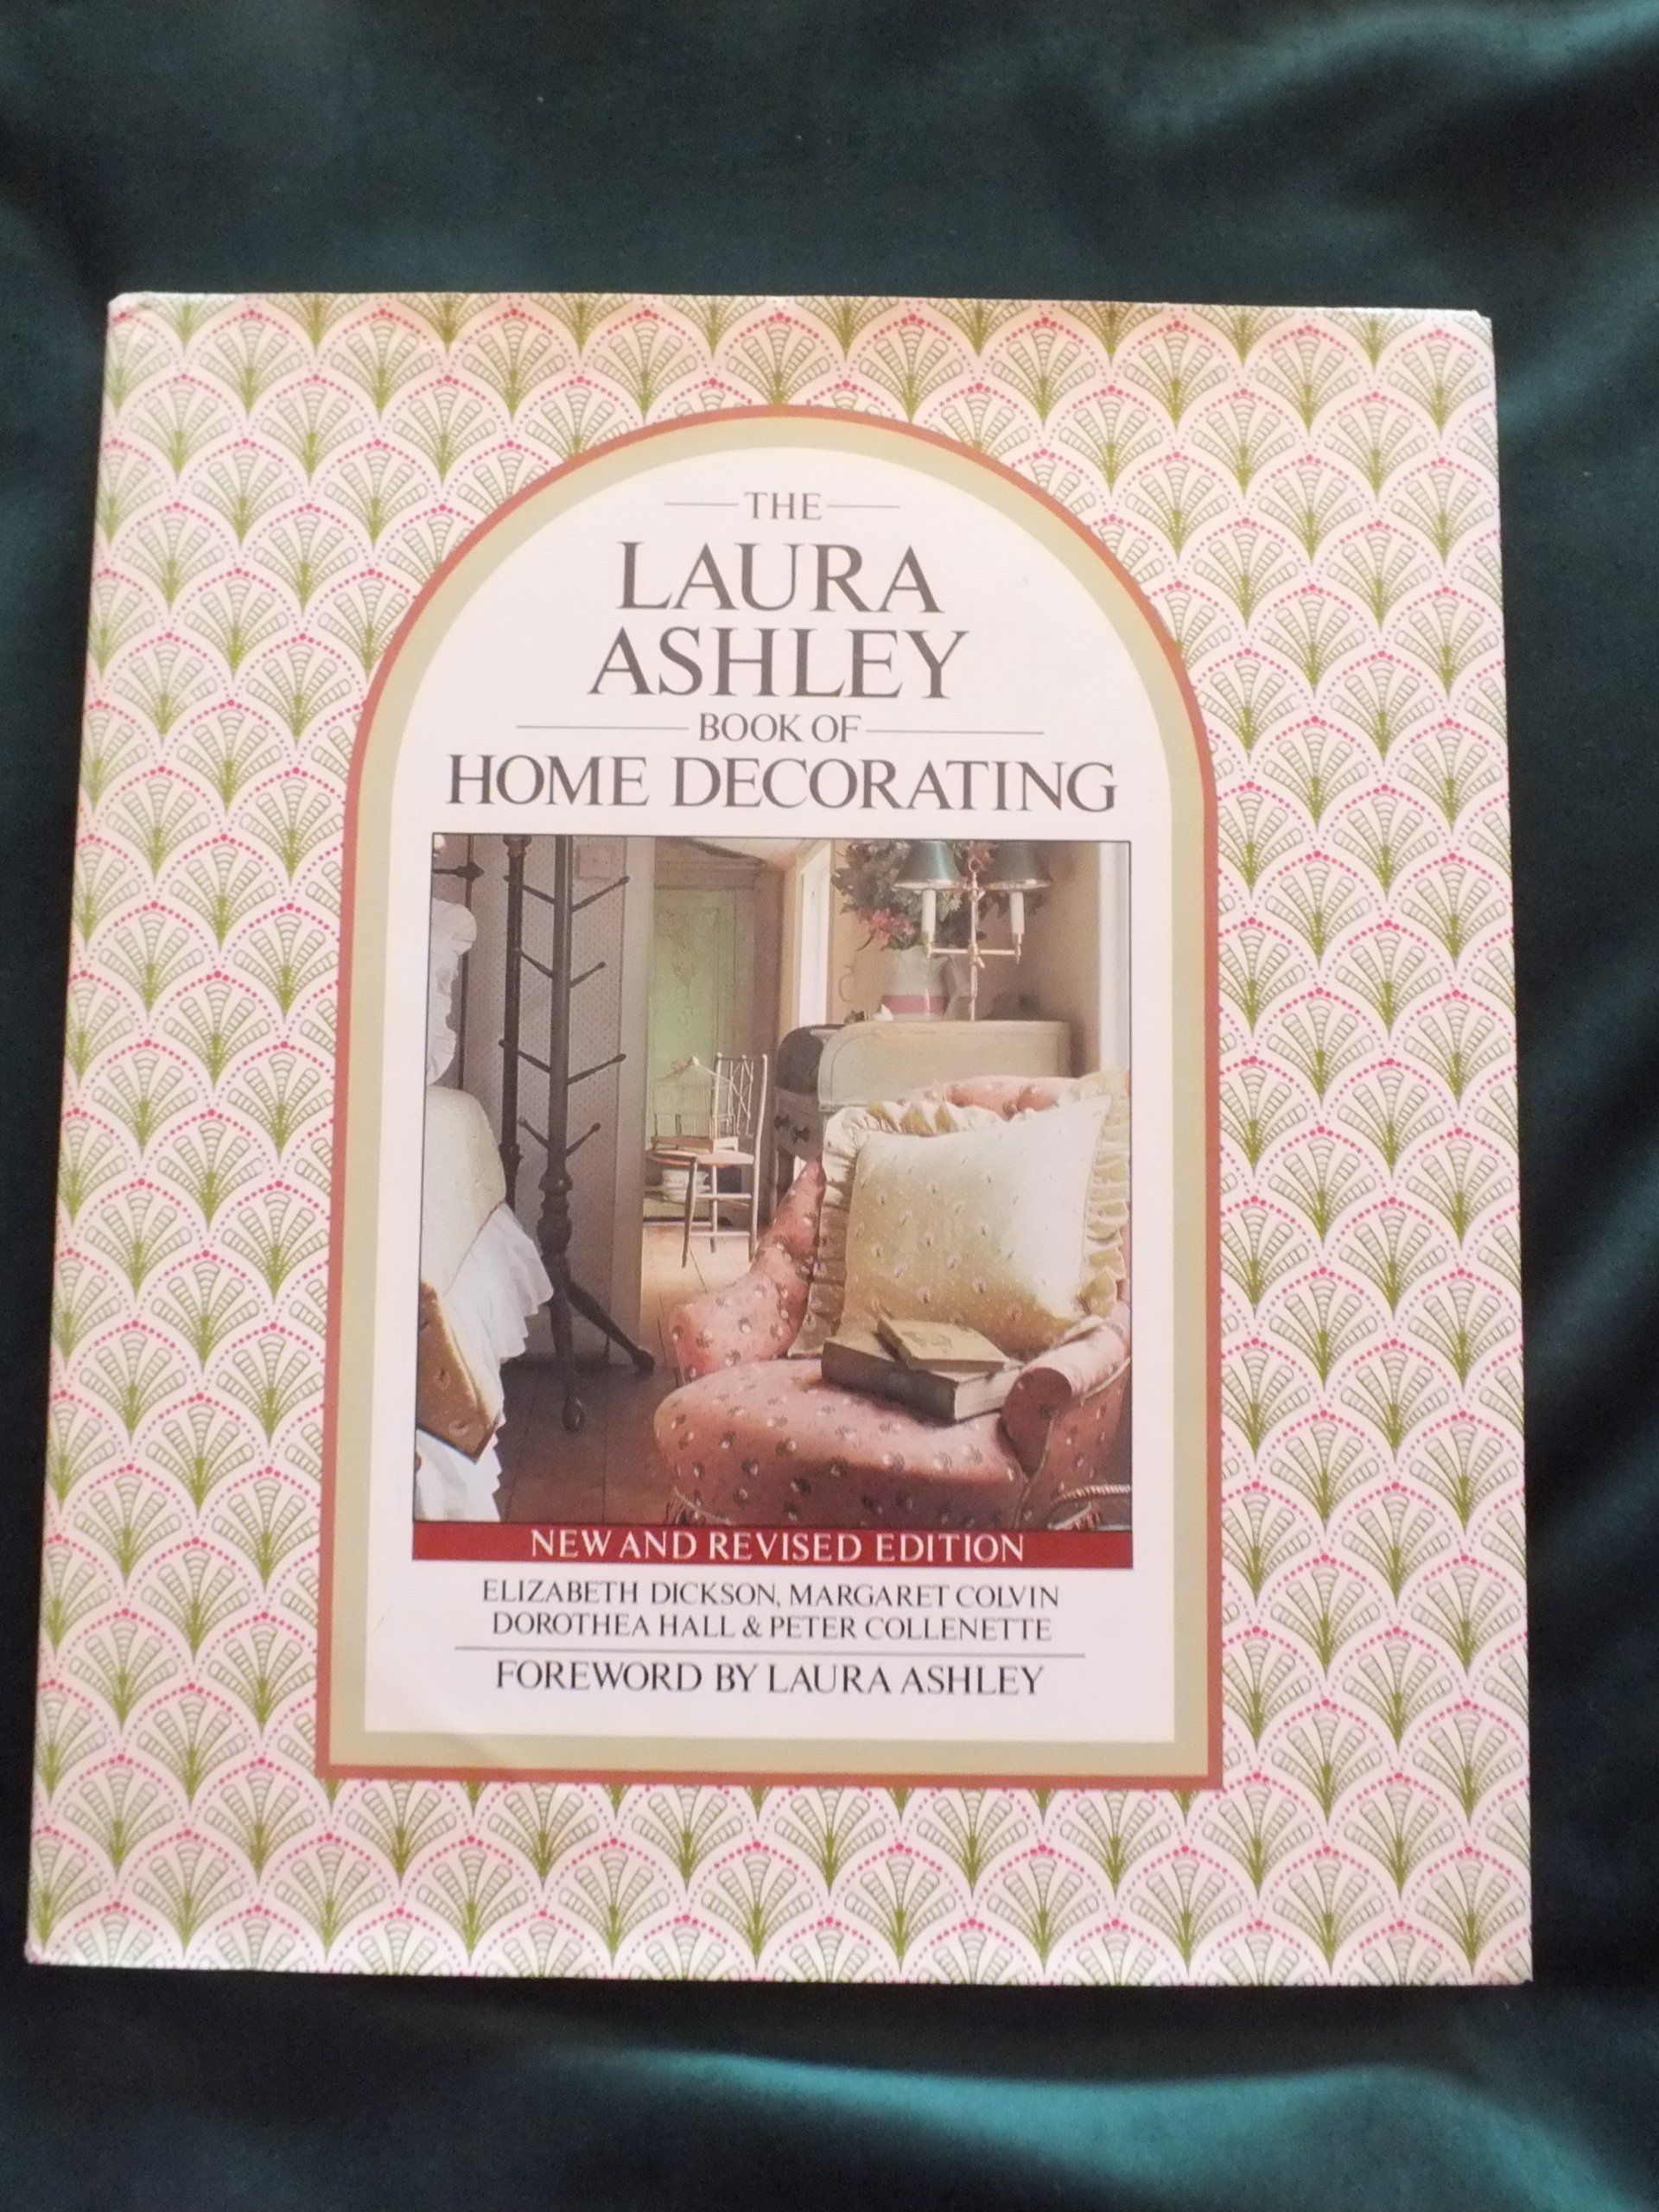 THE
LAURA
ASHLEY
BOOK OF
HOME DECORATING
NEW AND REVISED EDITION
ELIZABETH DICKSON, MARGARET COLVIN
DOROTHEA HALL & PETER COLLENETTE
FOREWORD BY LAURA ASHLEY